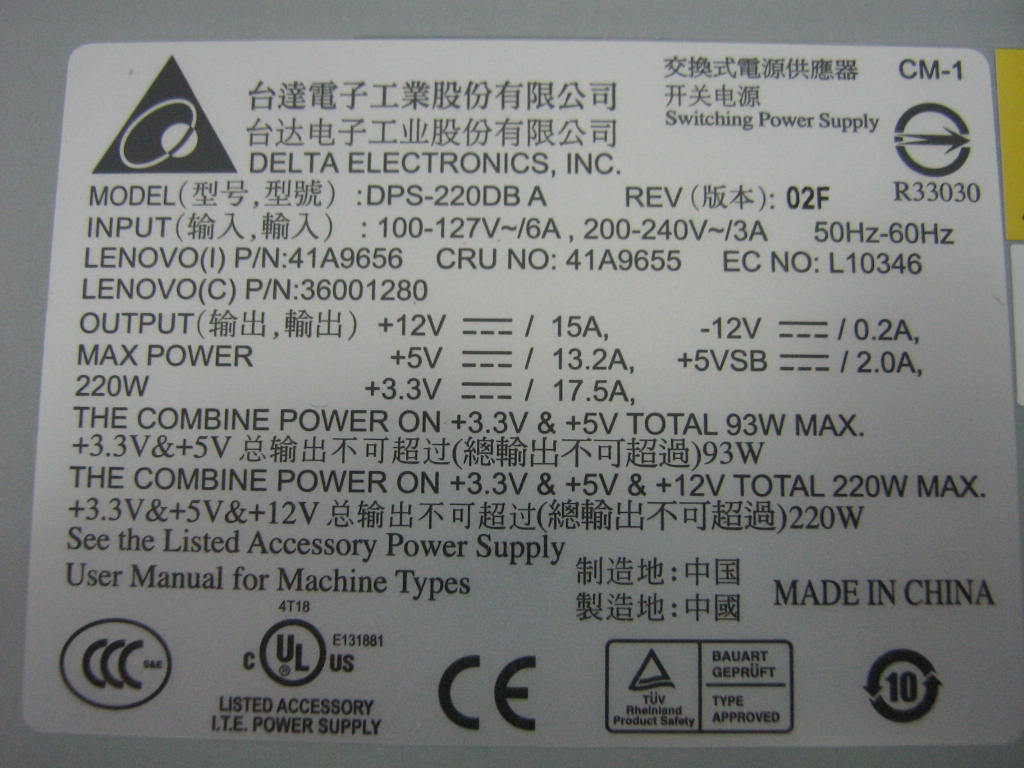 台達電子工業股份有限公司
台达电子工业股份有限公司
DELTA ELECTRONICS, INC.
交換式電源供應器
开关电源
Switching Power Supply
CM-1
R33030
MODEL(型号,型號) :DPS-220DB A REV (版本): 02F
INPUT(输入,輸入) : 100-127V~/6A , 200-240V~/3A 50Hz-60Hz
LENOVO(I) P/N:41A9656 CRU NO: 41A9655 EC NO: L10346
LENOVO(C) P/N:36001280
OUTPUT(输出,輸出) +12V ⎓ / 15A, -12V ⎓ / 0.2A,
MAX POWER +5V ⎓ / 13.2A, +5VSB ⎓ / 2.0A,
220W +3.3V ⎓ / 17.5A,
THE COMBINE POWER ON +3.3V & +5V TOTAL 93W MAX.
+3.3V&+5V 总输出不可超过(總輸出不可超過)93W
THE COMBINE POWER ON +3.3V & +5V & +12V TOTAL 220W MAX.
+3.3V&+5V&+12V 总输出不可超过(總輸出不可超過)220W
See the Listed Accessory Power Supply
User Manual for Machine Types
制造地:中国
製造地:中國
MADE IN CHINA
CCC S&E
4T18
C UL ® US
E131881
LISTED ACCESSORY
I.T.E. POWER SUPPLY
CE
TÜV
Rheinland
Product Safety
BAUART
GEPRÜFT
TYPE
APPROVED
10